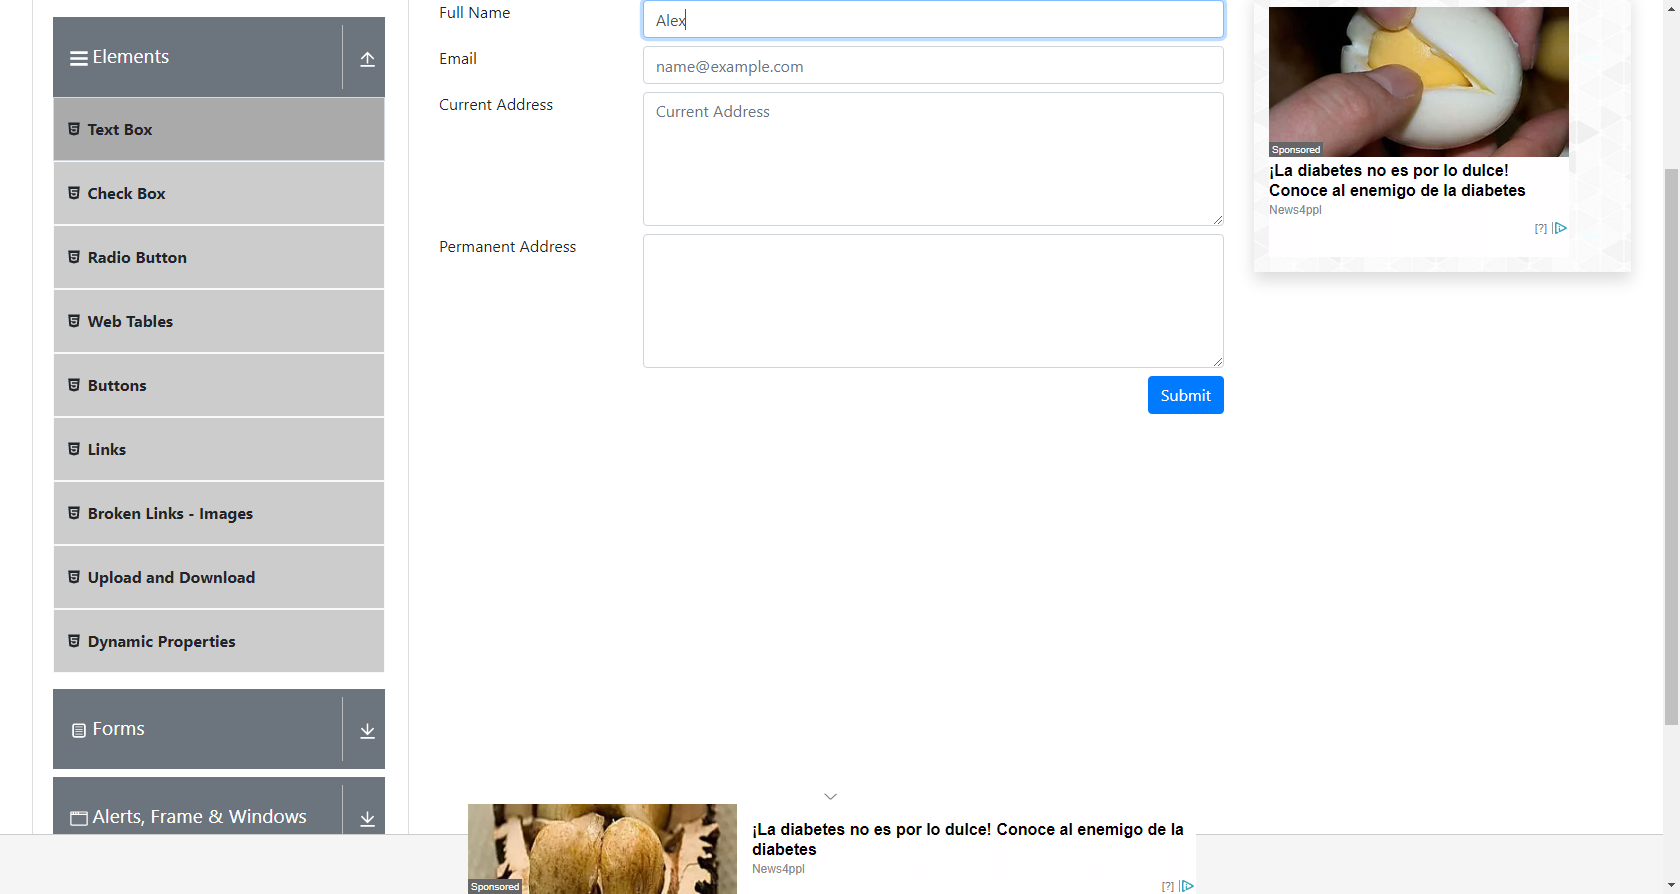 Elements
Text Box
Check Box
Radio Button
Web Tables
Buttons
Links
Broken Links - Images
Upload and Download
Dynamic Properties
Forms
Alerts, Frame & Windows
Full Name
Alex
Email
name@example.com
Current Address
Current Address
Permanent Address
Submit
Sponsored
¡La diabetes no es por lo dulce!
Conoce al enemigo de la diabetes
News4ppl
[?]
Sponsored
¡La diabetes no es por lo dulce! Conoce al enemigo de la
diabetes
News4ppl
[?]